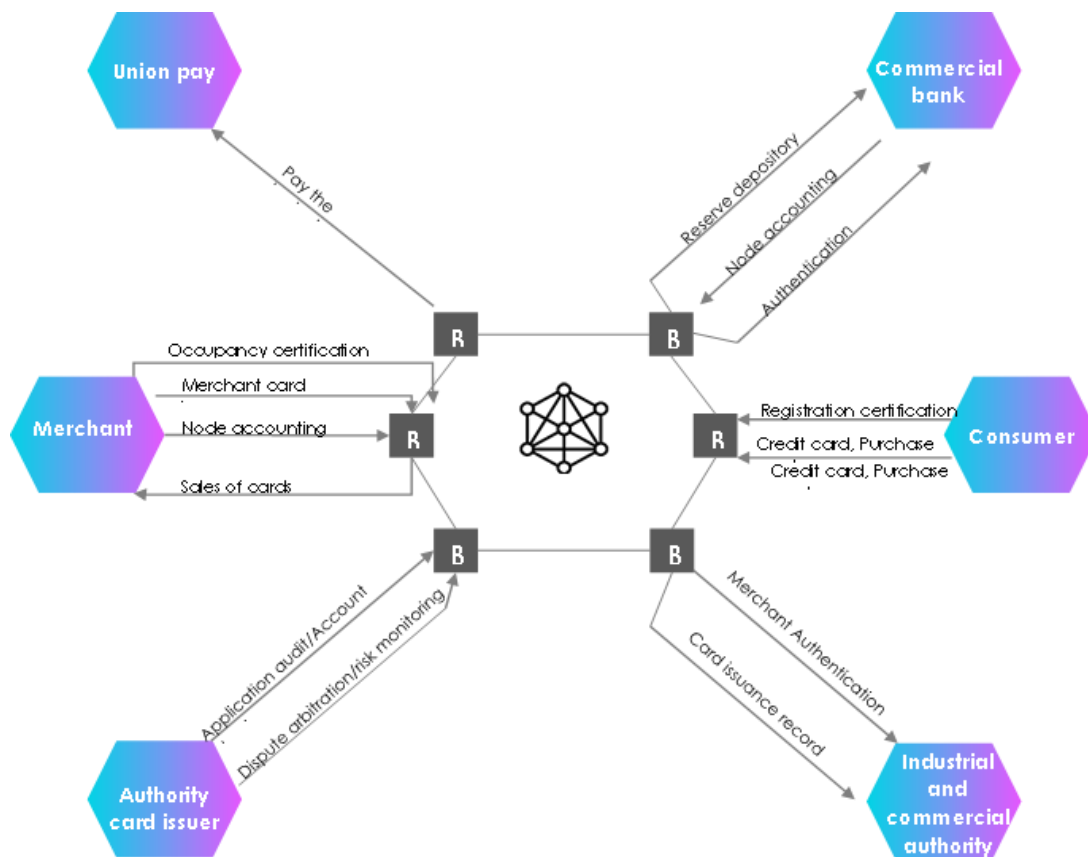 Union pay
Commercial
bank
Pay the
Reserve depository
Node accounting
Authentication
R
B
Occupancy certification
Merchant card
Merchant
Node accounting
R
Sales of cards
R
Registration certification
Credit card, Purchase
Credit card, Purchase
Consumer
B
B
Application audit/Account
Dispute arbitration/risk monitoring
Merchant Authentication
Card issuance record
Authority
card issuer
Industrial
and
commercial
authority